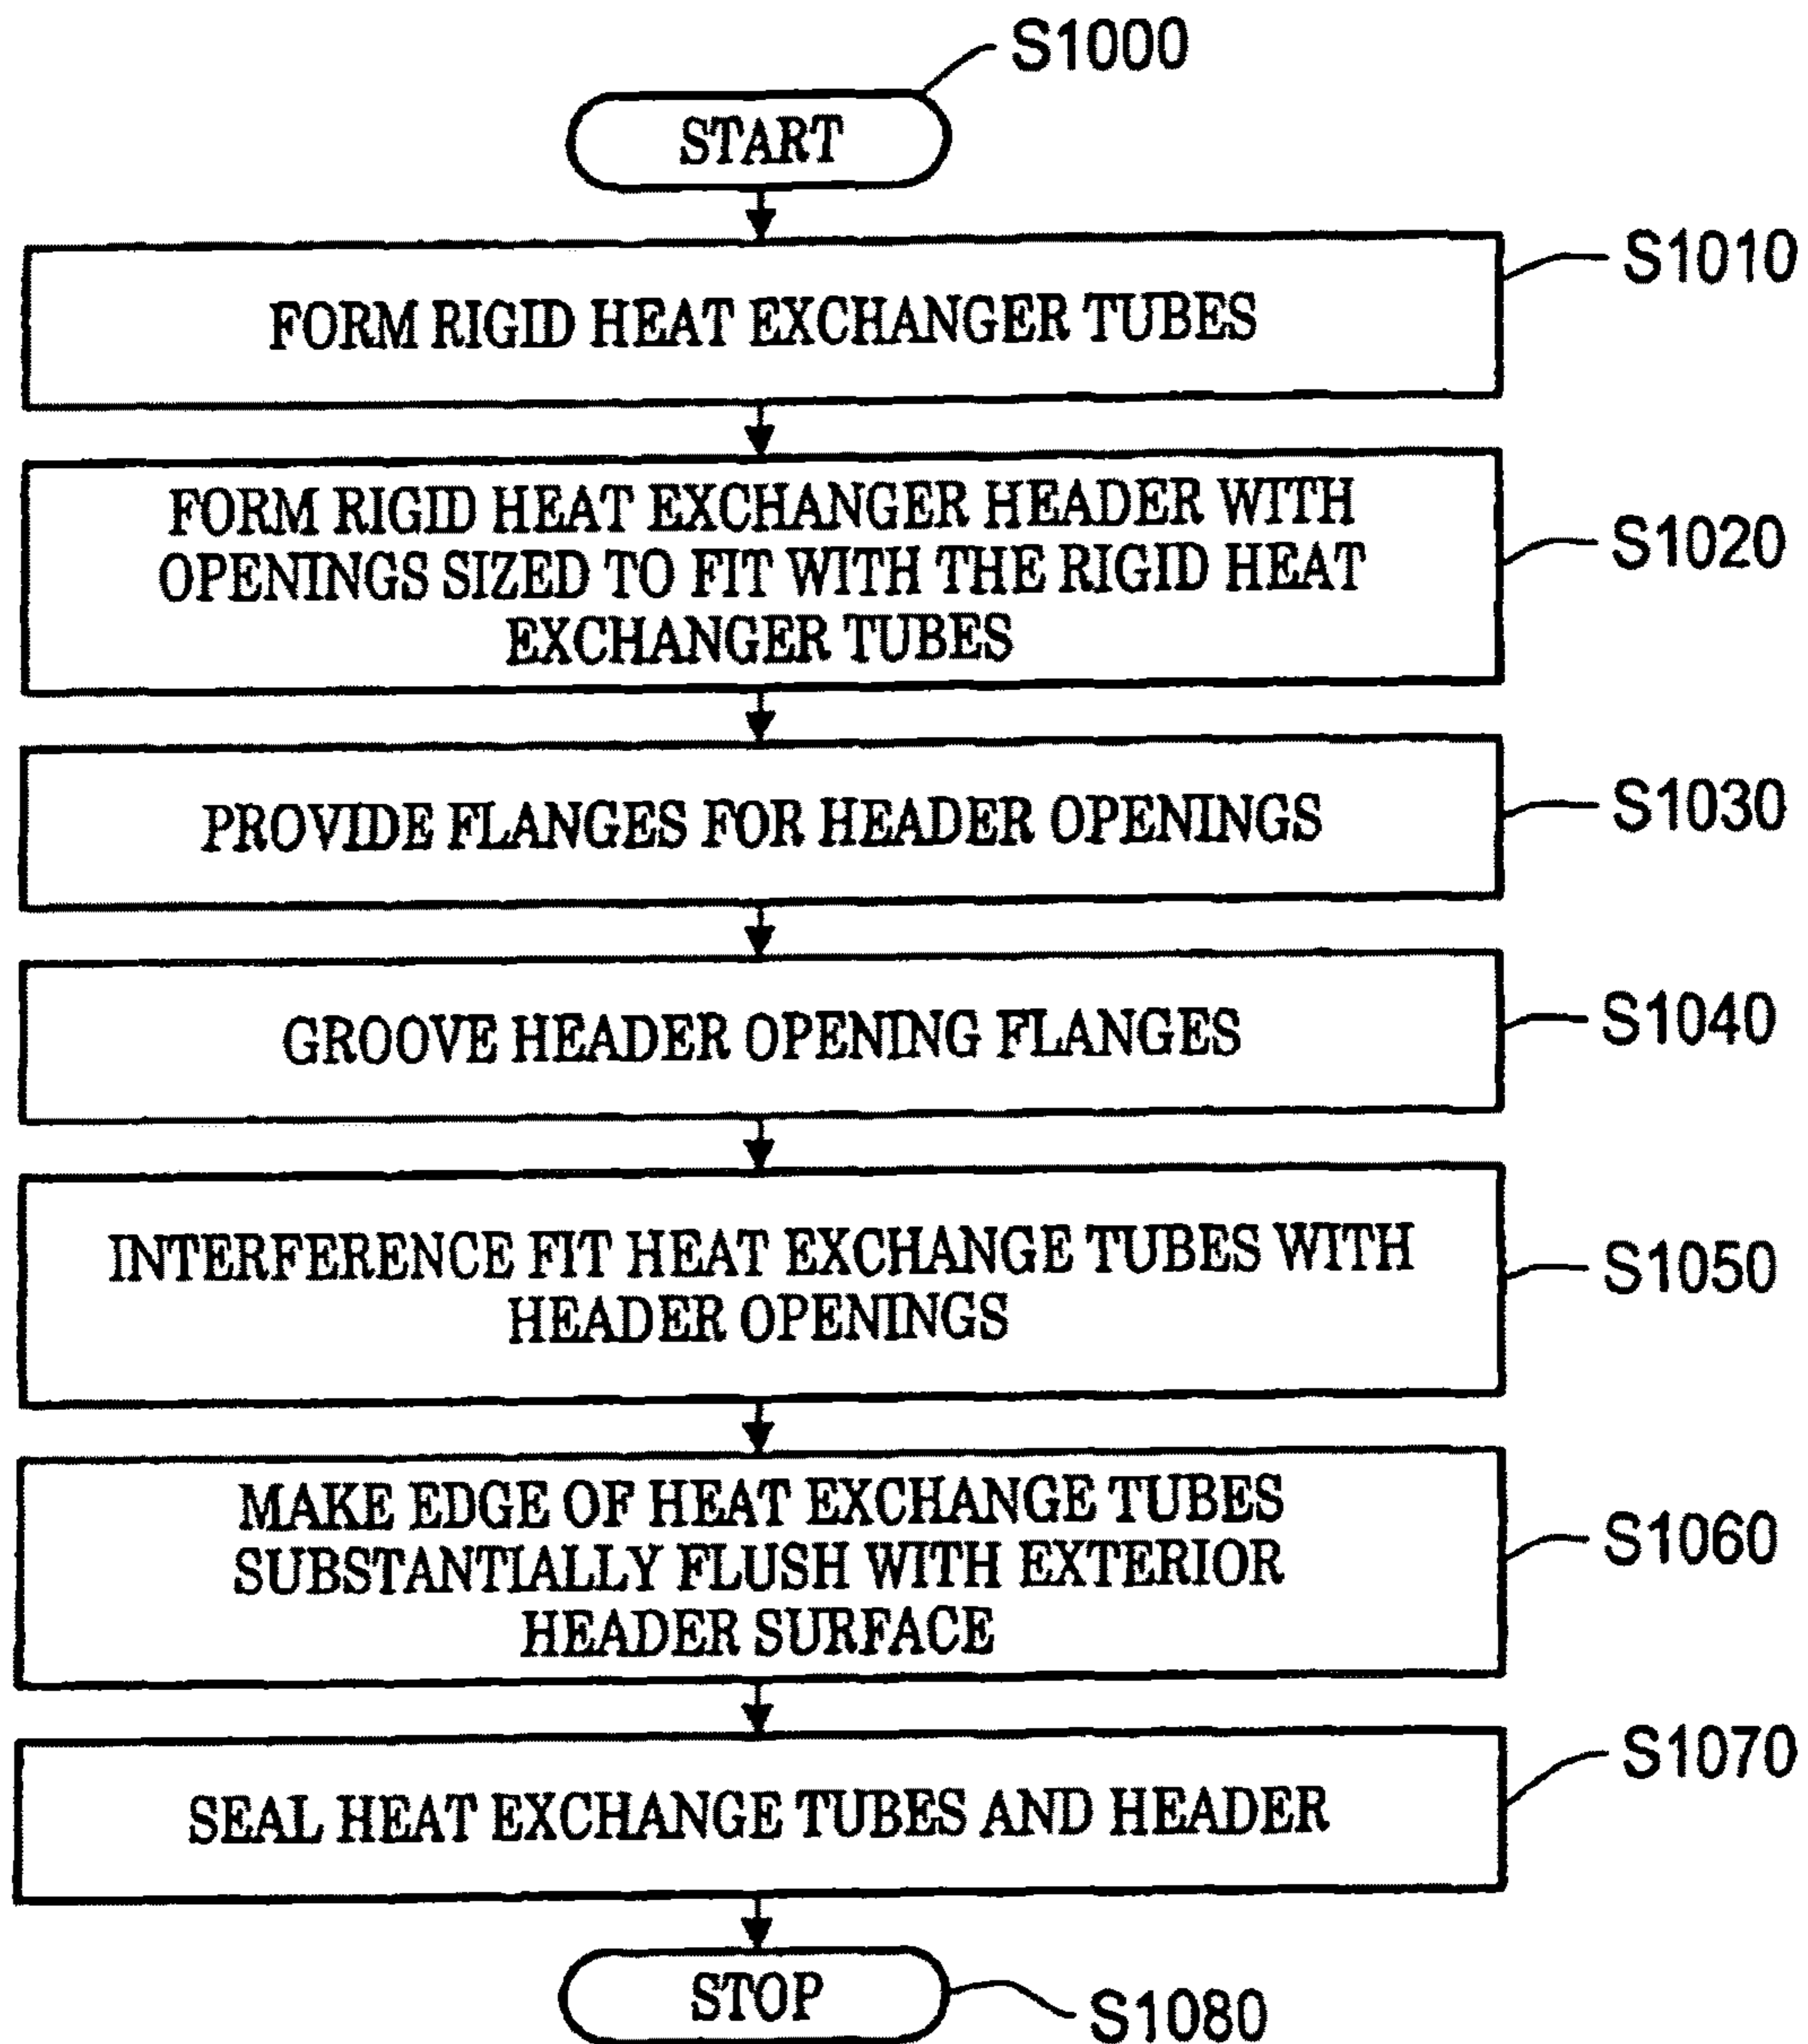 S1000
START
S1010
FORM RIGID HEAT EXCHANGER TUBES
FORM RIGID HEAT EXCHANGER HEADER WITH
OPENINGS SIZED TO FIT WITH THE RIGID HEAT
EXCHANGER TUBES
S1020
PROVIDE FLANGES FOR HEADER OPENINGS
S1030
GROOVE HEADER OPENING FLANGES
S1040
INTERFERENCE FIT HEAT EXCHANGE TUBES WITH
HEADER OPENINGS
S1050
MAKE EDGE OF HEAT EXCHANGE TUBES
SUBSTANTIALLY FLUSH WITH EXTERIOR
HEADER SURFACE
S1060
SEAL HEAT EXCHANGE TUBES AND HEADER
S1070
STOP
S1080